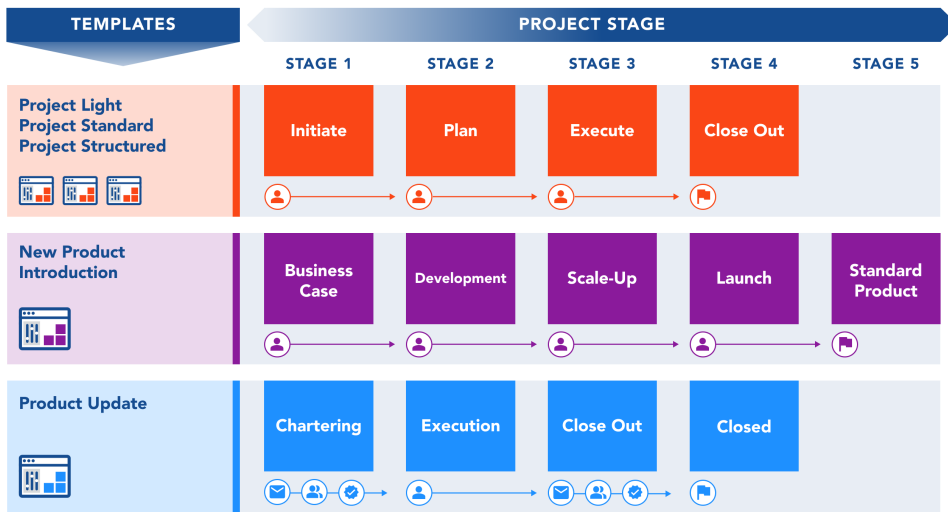 TEMPLATES
PROJECT STAGE
STAGE 1
STAGE 2
STAGE 3
STAGE 4
STAGE 5
Project Light
Project Standard
Project Structured
Initiate
Plan
Execute
Close Out
New Product
Introduction
Business
Case
Development
Scale-Up
Launch
Standard
Product
Product Update
Chartering
Execution
Close Out
Closed